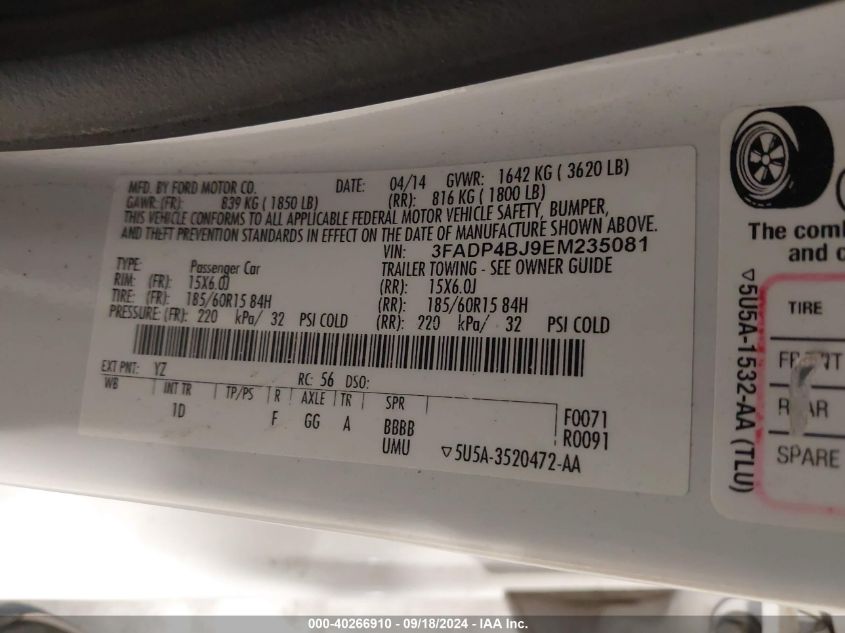 MFD. BY FORD MOTOR CO. DATE: 04/14 GVWR: 1642 KG ( 3620 LB)
GAWR: (FR): 839 KG ( 1850 LB) (RR): 816 KG ( 1800 LB)
THIS VEHICLE CONFORMS TO ALL APPLICABLE FEDERAL MOTOR VEHICLE SAFETY, BUMPER,
AND THEFT PREVENTION STANDARDS IN EFFECT ON THE DATE OF MANUFACTURE SHOWN ABOVE.
VIN: 3FADP4BJ9EM235081
TYPE: Passenger Car TRAILER TOWING - SEE OWNER GUIDE
RIM: (FR): 15X6.0J (RR): 15X6.0J
TIRE: (FR): 185/60R15 84H (RR): 185/60R15 84H
PRESSURE: (FR): 220 kPa/ 32 PSI COLD (RR): 220 kPa/ 32 PSI COLD
EXT PNT: YZ RC: 56 DSO:
WB INT TR TP/PS R AXLE TR SPR
1D F GG A BBBB F0071
UMU R0091
▽5U5A-3520472-AA
The comb
and c
▽5U5A-1532-AA (TLU)
TIRE
FRONT
REAR
SPARE
000-40266910 / 09/18/2024 - IAA Inc.